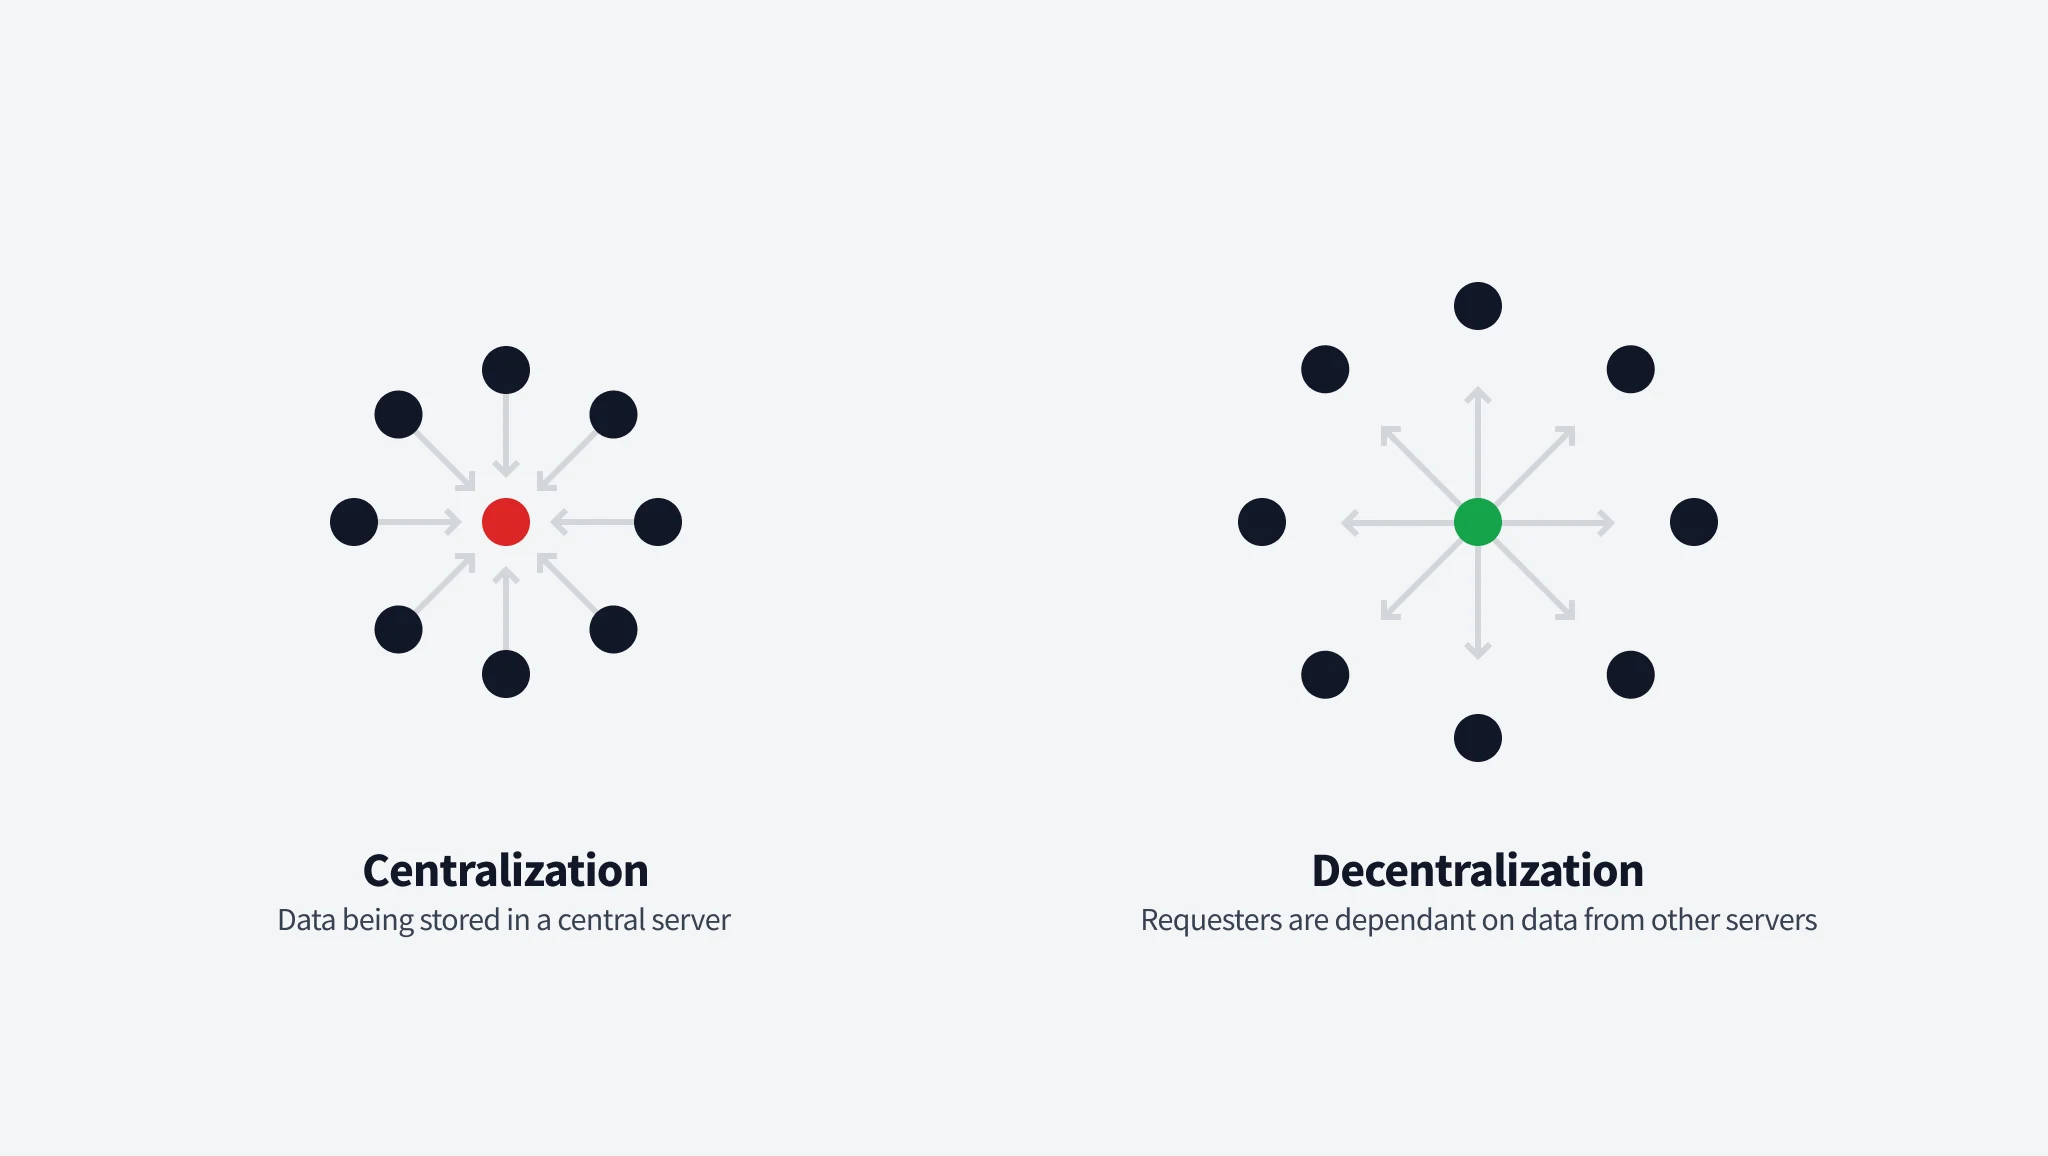 Centralization
Data being stored in a central server
Decentralization
Requesters are dependant on data from other servers